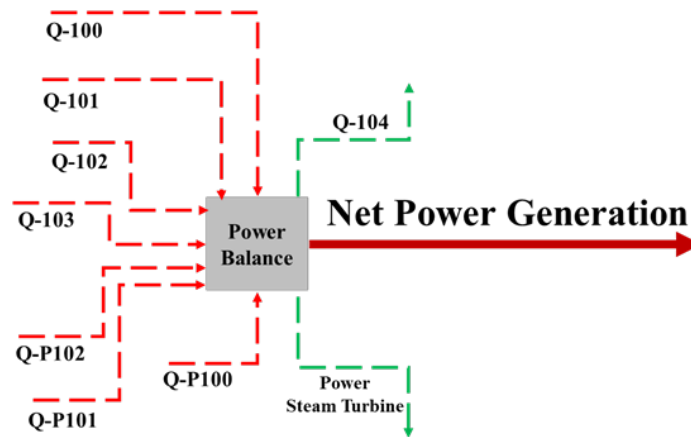 Q-100
Q-101
Q-104
Q-102
Q-103
Net Power Generation
Power
Balance
Q-P102
Q-P100
Power
Steam Turbine
Q-P101